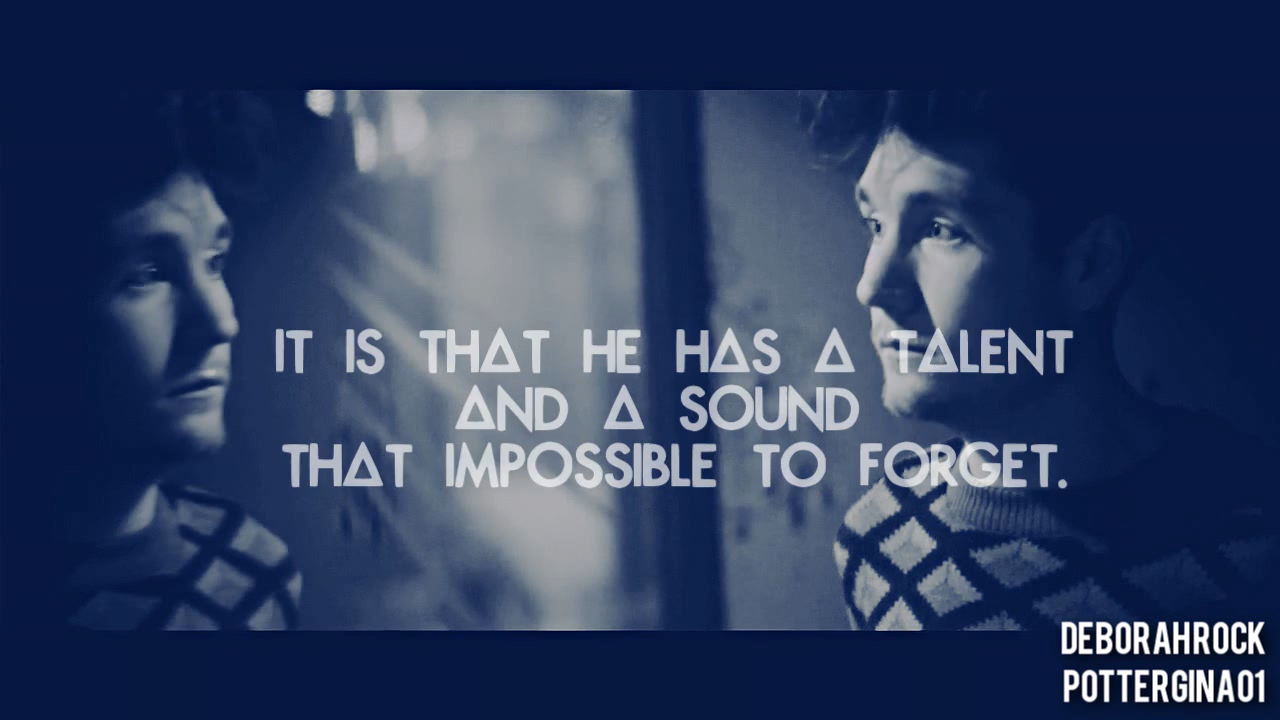 IT IS THAT HE HAS A TALENT
AND A SOUND
THAT IMPOSSIBLE TO FORGET.
DEBORAHROCK
POTTERGINA01